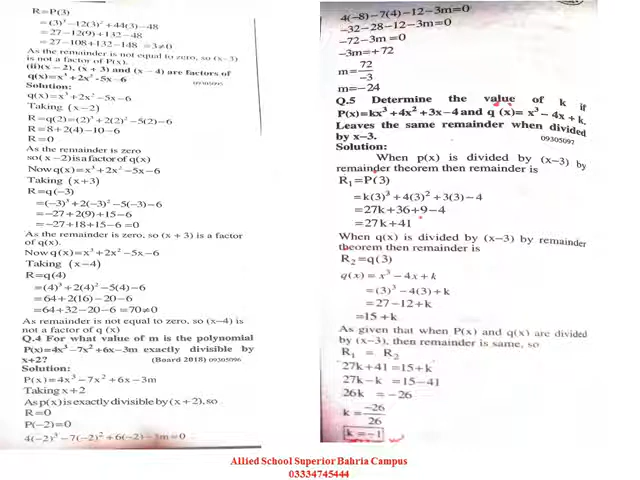 R=P(3)
=(3)³−12(3)²+44(3)−48
=27−12(9)+132−48
=27−108+132−148 =3≠0
As the remainder is not equal to zero, so (x−3)
is not a factor of P(x).
(ii)(x−2), (x+3) and (x−4) are factors of
q(x)=x³+2x²-5x−6 09305095
Solution:
q(x)=x³+2x²−5x−6
Taking (x−2)
R=q(2)=(2)³+2(2)²−5(2)−6
R=8+2(4)−10−6
R=0
As the remainder is zero
so(x−2)is a factor of q(x)
Now q(x)=x³+2x²−5x−6
Taking (x+3)
R=q(−3)
=(−3)³+2(−3)²−5(−3)−6
=−27+2(9)+15−6
=−27+18+15−6=0
As the remainder is zero, so (x+3) is a factor
of q(x).
Now q(x)=x³+2x²−5x−6
Taking (x−4)
R=q(4)
=(4)³+2(4)²−5(4)−6
=64+2(16)−20−6
=64+32−20−6=70≠0
As remainder is not equal to zero, so (x−4) is
not a factor of q (x)
Q.4 For what value of m is the polynomial
P(x)=4x³−7x²+6x−3m exactly divisible by
x+2? (Board 2018) 09305096
Solution:
P(x)=4x³−7x²+6x−3m
Taking x+2
As p(x) is exactly divisible by (x+2), so
R=0
P(−2)=0
4(−2)³−7(−2)²+6(−2)−3m=0
4(−8)−7(4)−12−3m=0
−32−28−12−3m=0
−72−3m=0
−3m=+72
m=72/−3
m=−24
Q.5 Determine the value of k if
P(x)=kx³+4x²+3x−4 and q (x)= x³−4x+k.
Leaves the same remainder when divided
by x−3. 09305097
Solution:
When p(x) is divided by (x−3) by
remainder theorem then remainder is
R₁=P(3)
=k(3)³+4(3)²+3(3)−4
=27k+36+9−4
=27k+41
When q(x) is divided by (x−3) by remainder
theorem then remainder is
R₂=q(3)
q(x)=x³−4x+k
=(3)³−4(3)+k
=27−12+k
=15+k
As given that when P(x) and q(x) are divided
by (x−3), then remainder is same, so
R₁ = R₂
27k+41=15+k
27k−k=15−41
26k =−26
k=−26/26
k=−1
Allied School Superior Bahria Campus
03334745444